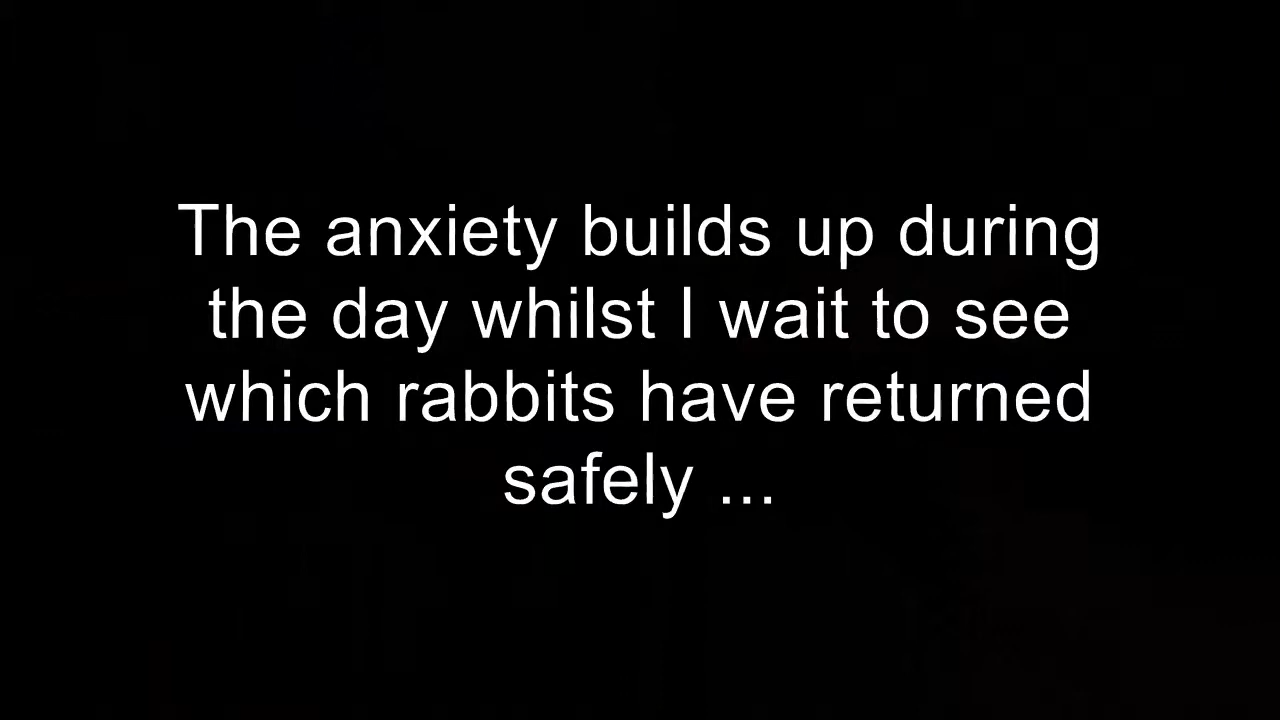 The anxiety builds up during
the day whilst I wait to see
which rabbits have returned
safely ...